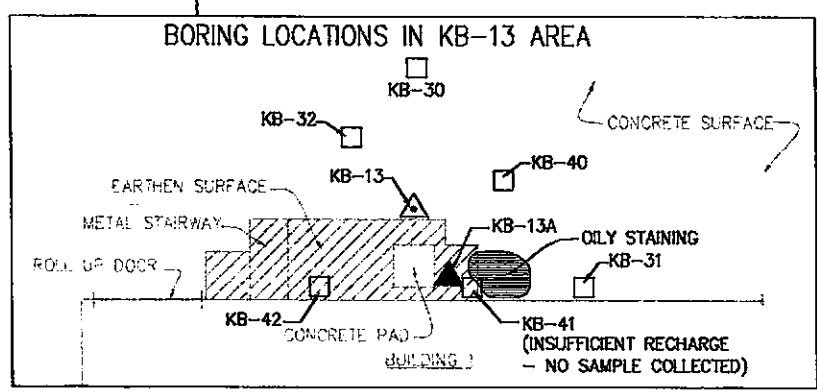 BORING LOCATIONS IN KB-13 AREA
KB-30
KB-32
CONCRETE SURFACE
KB-40
KB-13
EARTHEN SURFACE
METAL STAIRWAY
KB-13A
OILY STAINING
ROLL UP DOOR
KB-31
KB-42
CONCRETE PAD
KB-41
(INSUFFICIENT RECHARGE
- NO SAMPLE COLLECTED)
BUILDING